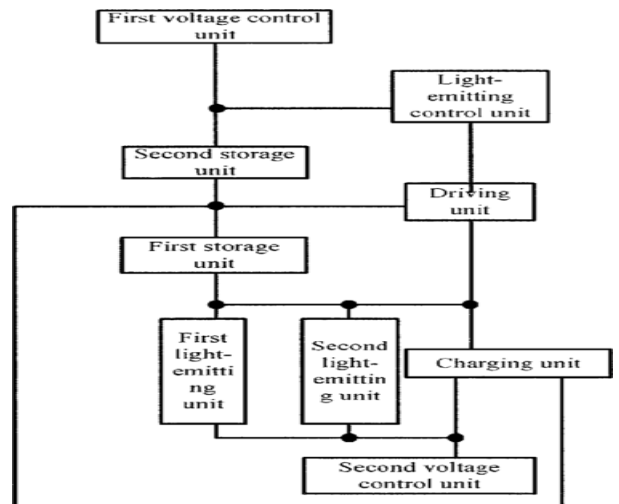 First voltage control
unit
Light-
emitting
control unit
Second storage
unit
Driving
unit
First storage
unit
First
light-
emitti
ng
unit
Second
light-
emittin
g unit
Charging unit
Second voltage
control unit